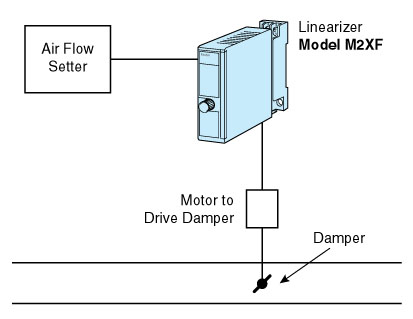 Air Flow
Setter
Linearizer
Model M2XF
Motor to
Drive Damper
Damper